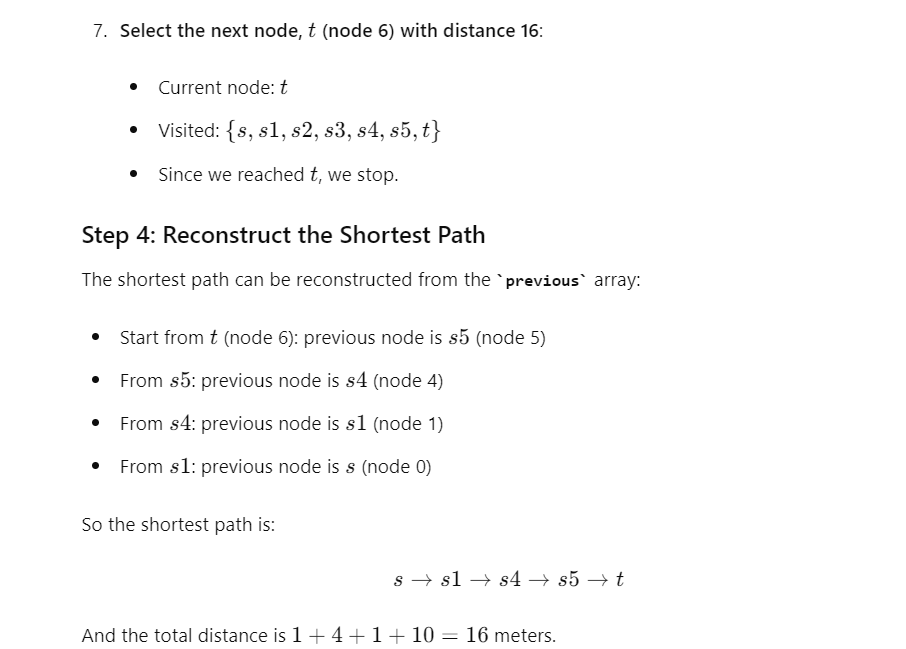 7. Select the next node, t (node 6) with distance 16:
• Current node: t
• Visited: {s, s1, s2, s3, s4, s5, t}
• Since we reached t, we stop.
Step 4: Reconstruct the Shortest Path
The shortest path can be reconstructed from the `previous` array:
• Start from t (node 6): previous node is s5 (node 5)
• From s5: previous node is s4 (node 4)
• From s4: previous node is s1 (node 1)
• From s1: previous node is s (node 0)
So the shortest path is:
s → s1 → s4 → s5 → t
And the total distance is 1 + 4 + 1 + 10 = 16 meters.